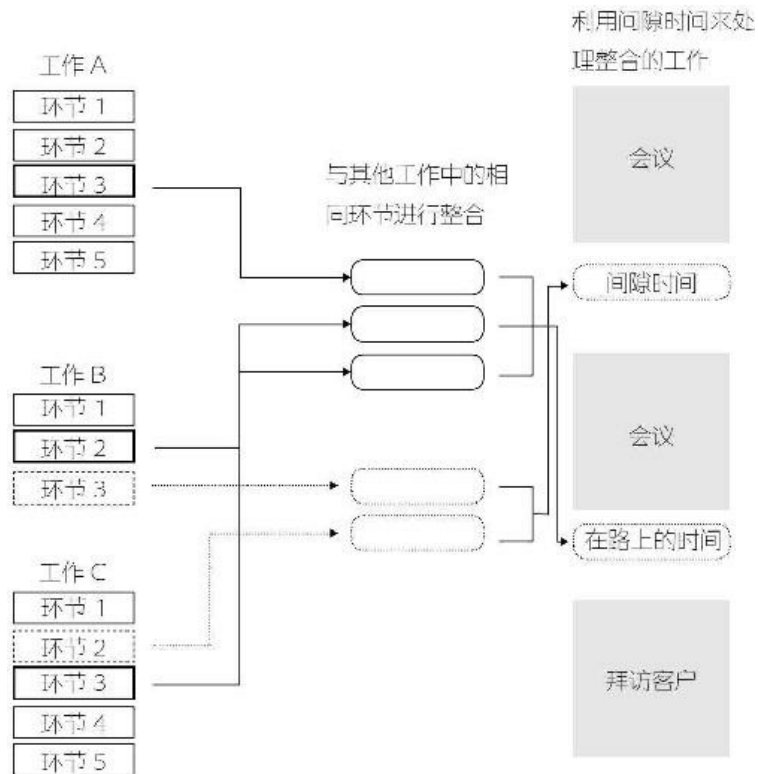 工作 A
环节 1
环节 2
环节 3
环节 4
环节 5
工作 B
环节 1
环节 2
环节 3
工作 C
环节 1
环节 2
环节 3
环节 4
环节 5
与其他工作中的相
同环节进行整合
利用间隙时间来处
理整合的工作
会议
间隙时间
会议
在路上的时间
拜访客户